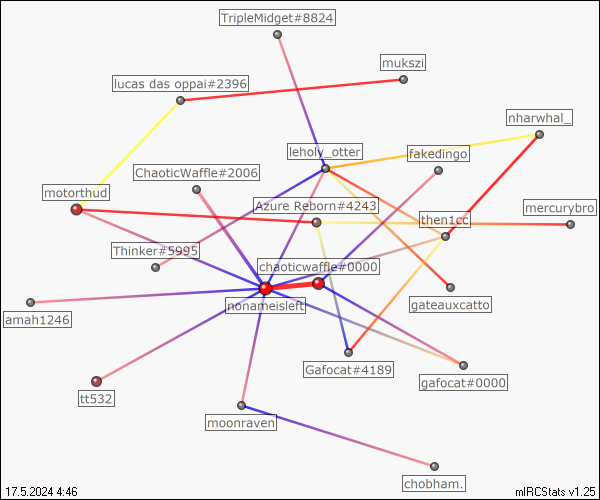 TripleMidget#8824
mukszi
lucas das oppai#2396
nharwhal_
leholy_otter
fakedingo
ChaoticWaffle#2006
motorthud
Azure Reborn#4243
mercurybro
then1cc
Thinker#5995
chaoticwaffle#0000
nonameisleft
gateauxcatto
amah1246
Gafocat#4189
gafocat#0000
tt532
moonraven
chobham.
17.5.2024 4:46
mIRCStats v1.25